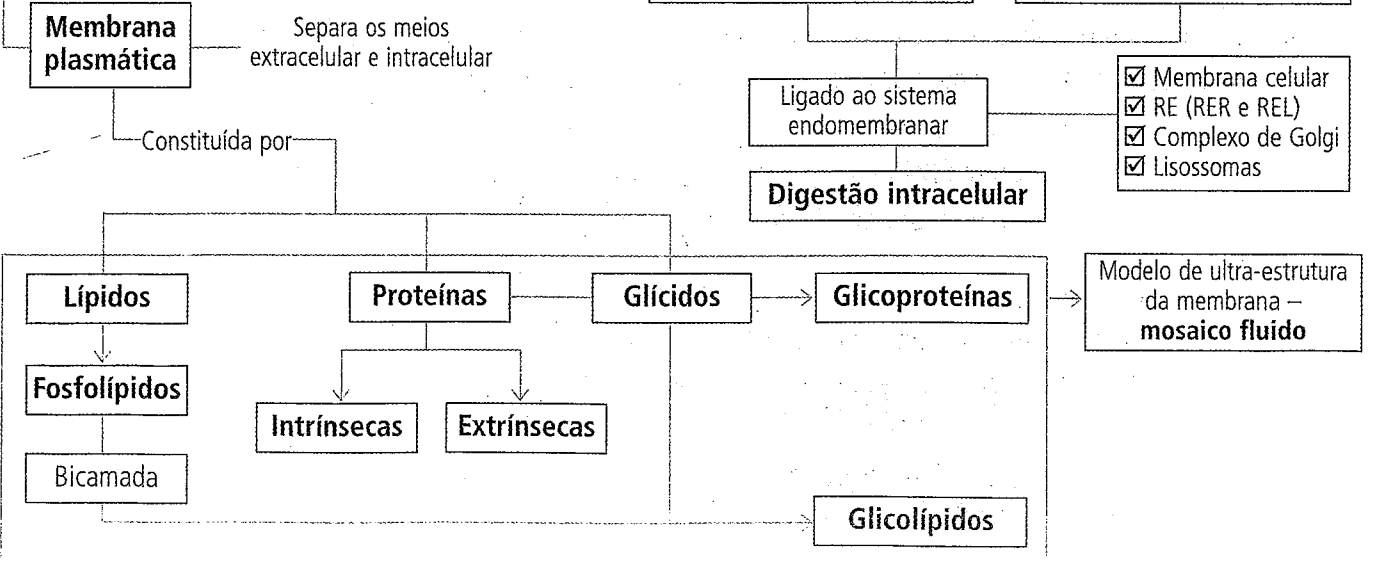 Membrana
plasmática
Separa os meios
extracelular e intracelular
Constituída por
Ligado ao sistema
endomembranar
☑ Membrana celular
☑ RE (RER e REL)
☑ Complexo de Golgi
☑ Lisossomas
Digestão intracelular
Lípidos
Proteínas
Glícidos
Glicoproteínas
Modelo de ultra-estrutura
da membrana –
mosaico fluído
Fosfolípidos
Intrínsecas
Extrínsecas
Bicamada
Glicolípidos